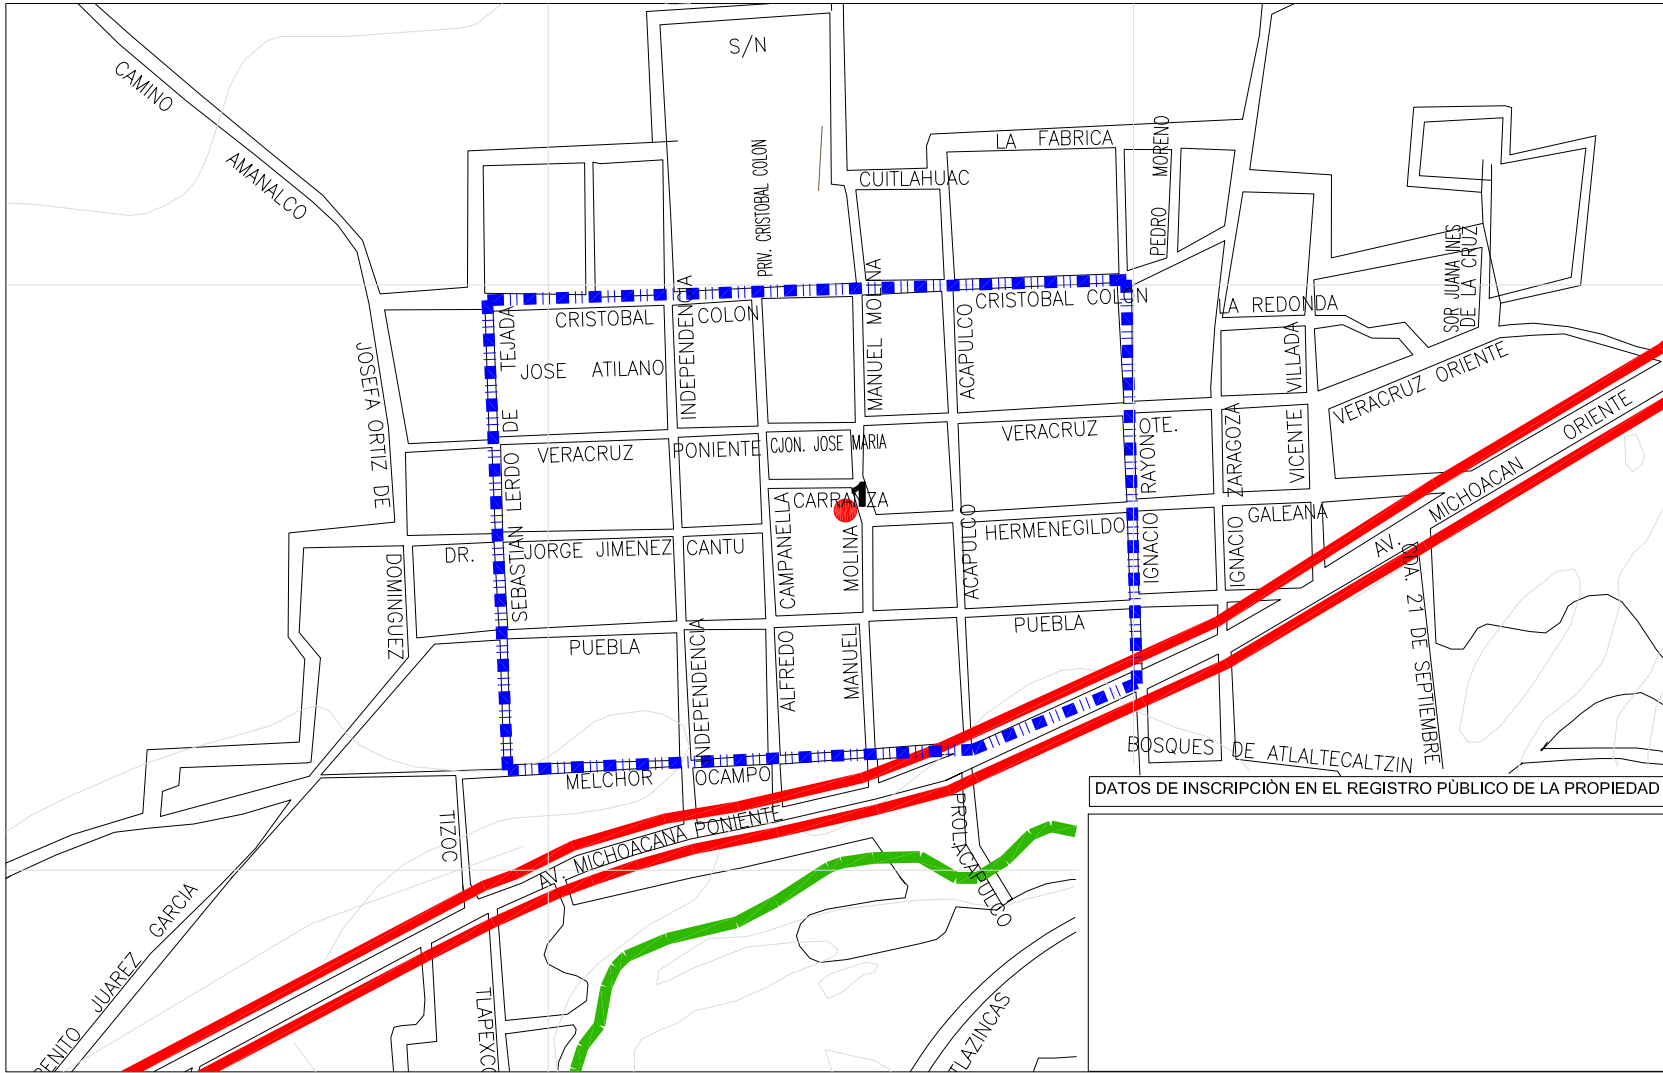 S/N
CAMINO
AMANALCO
LA FABRICA
PEDRO MORENO
CUITLAHUAC
PRIV. CRISTOBAL COLON
SOR JUANA INES
DE LA CRUZ
CRISTOBAL COLON
CRISTOBAL COLON
LA REDONDA
JOSE ATILANO
INDEPENDENCIA
MANUEL MOLINA
ACAPULCO
VICENTE VILLADA
VERACRUZ ORIENTE
JOSEFA ORTIZ DE
DOMINGUEZ
SEBASTIAN LERDO DE TEJADA
VERACRUZ PONIENTE
CJON. JOSE MARIA
CARRANZA
1
VERACRUZ OTE.
IGNACIO RAYON
IGNACIO ZARAGOZA
HERMENEGILDO GALEANA
AV. MICHOACAN ORIENTE
DR. JORGE JIMENEZ CANTU
ALFREDO CAMPANELLA
MANUEL MOLINA
ACAPULCO
CDA. 21 DE SEPTIEMBRE
PUEBLA
PUEBLA
INDEPENDENCIA
BOSQUES DE ATLALTECALTZIN
MELCHOR OCAMPO
DATOS DE INSCRIPCIÒN EN EL REGISTRO PÙBLICO DE LA PROPIEDAD
TIZOC
AV. MICHOACANA PONIENTE
PROL. ACAPULCO
BENITO JUAREZ GARCIA
TLAPEXCO
TLAZINCAS